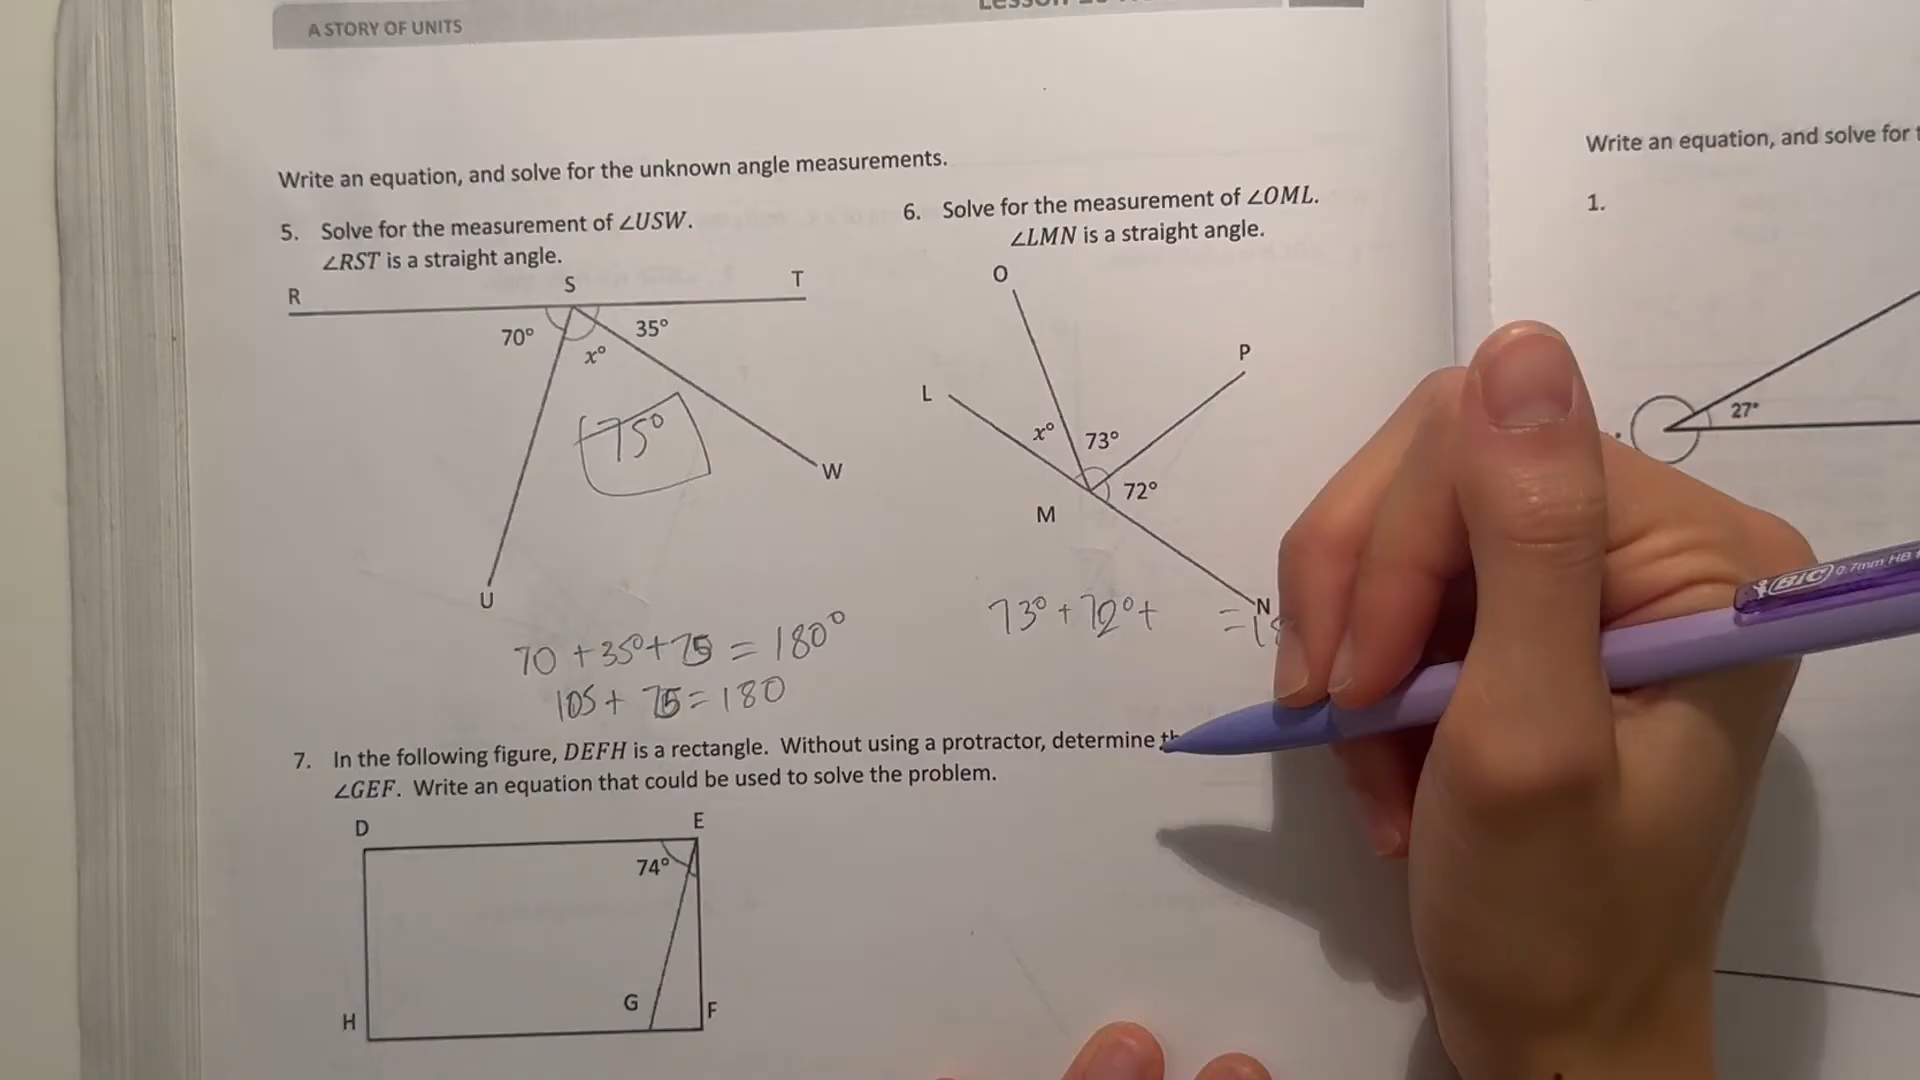 A STORY OF UNITS
Write an equation, and solve for the unknown angle measurements.
5. Solve for the measurement of ∠USW.
∠RST is a straight angle.
R
S
T
70°
35°
x°
75°
W
U
70 + 35° + 75 = 180°
105 + 75 = 180
6. Solve for the measurement of ∠OML.
∠LMN is a straight angle.
O
P
L
x°
73°
72°
M
N
73° + 72° + =
7. In the following figure, DEFH is a rectangle. Without using a protractor, determine
∠GEF. Write an equation that could be used to solve the problem.
D
E
74°
G
F
H
Write an equation, and solve for
1.
27°
BIC 0.7mm HB